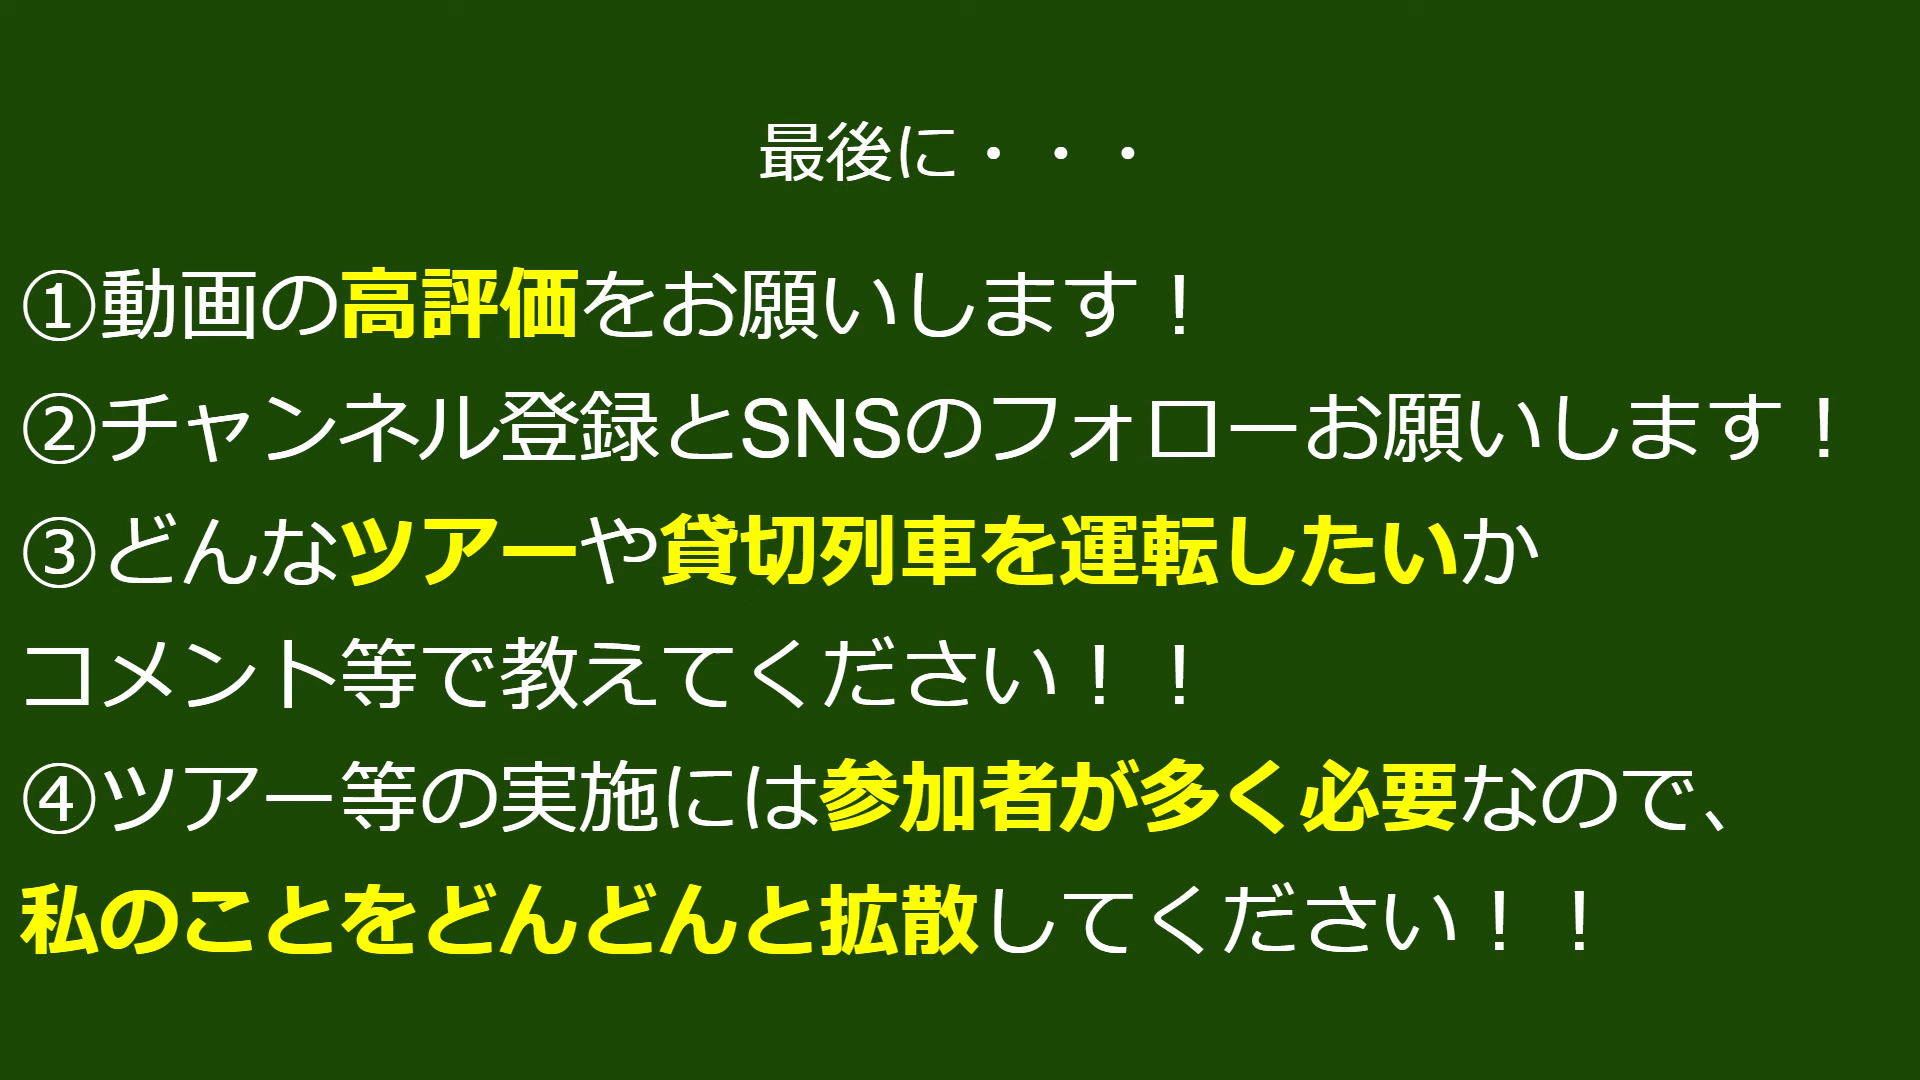 最後に・・・
①動画の高評価をお願いします！
②チャンネル登録とSNSのフォローお願いします！
③どんなツアーや貸切列車を運転したいか
コメント等で教えてください！！
④ツアー等の実施には参加者が多く必要なので、
私のことをどんどんと拡散してください！！